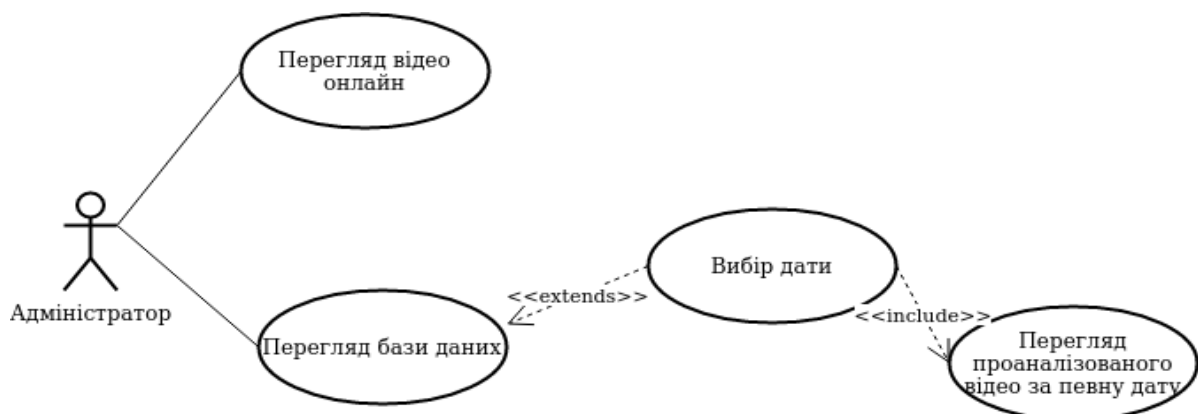 Перегляд відео
онлайн
Адміністратор
Перегляд бази даних
<<extends>>
Вибір дати
<<include>>
Перегляд
проаналізованого
відео за певну дату